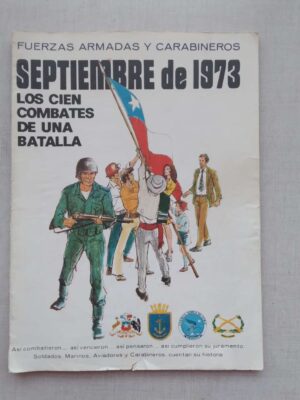 FUERZAS ARMADAS Y CARABINEROS
SEPTIEMBRE de 1973
LOS CIEN
COMBATES
DE UNA
BATALLA
Así combatieron ... así vencieron ... así pensaron ... así cumplieron su juramento
Soldados, Marinos, Aviadores y Carabineros, cuentan su historia